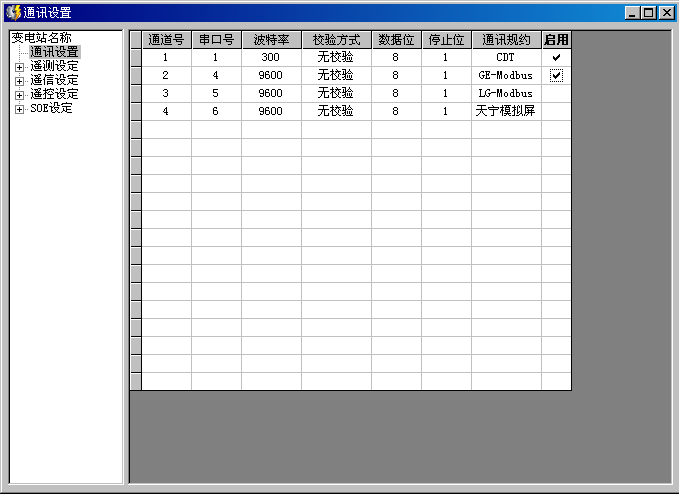 通讯设置
变电站名称
通讯设置
遥测设定
遥信设定
遥控设定
SOE设定
通道号 串口号 波特率 校验方式 数据位 停止位 通讯规约 启用
1 1 300 无校验 8 1 CDT
2 4 9600 无校验 8 1 GE-Modbus
3 5 9600 无校验 8 1 LG-Modbus
4 6 9600 无校验 8 1 天宁模拟屏